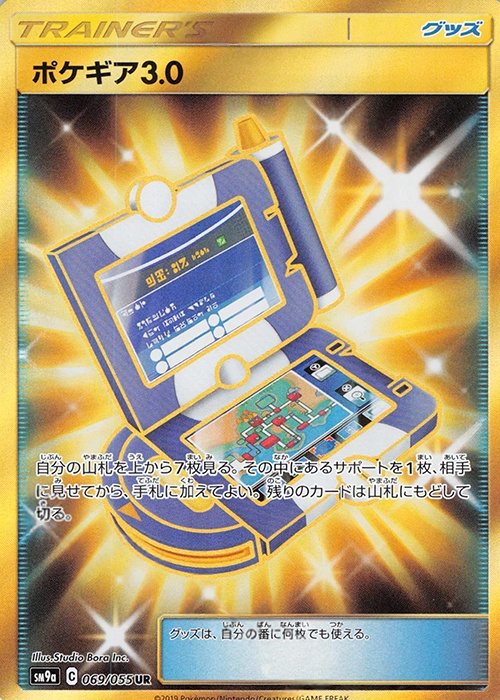 TRAINER'S
グッズ
ポケギア3.0
自分の山札を上から7枚見る。その中にあるサポートを1枚、相手
に見せてから、手札に加えてよい。残りのカードは山札にもどして
切る。
グッズは、自分の番に何枚でも使える。
Illus.Studio Bora Inc.
sm9a C 069/055 UR
©2019 Pokémon/Nintendo/Creatures/GAME FREAK